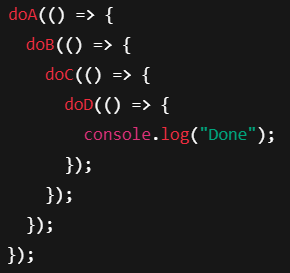 doA(() => {
  doB(() => {
    doC(() => {
      doD(() => {
        console.log("Done");
      });
    });
  });
});